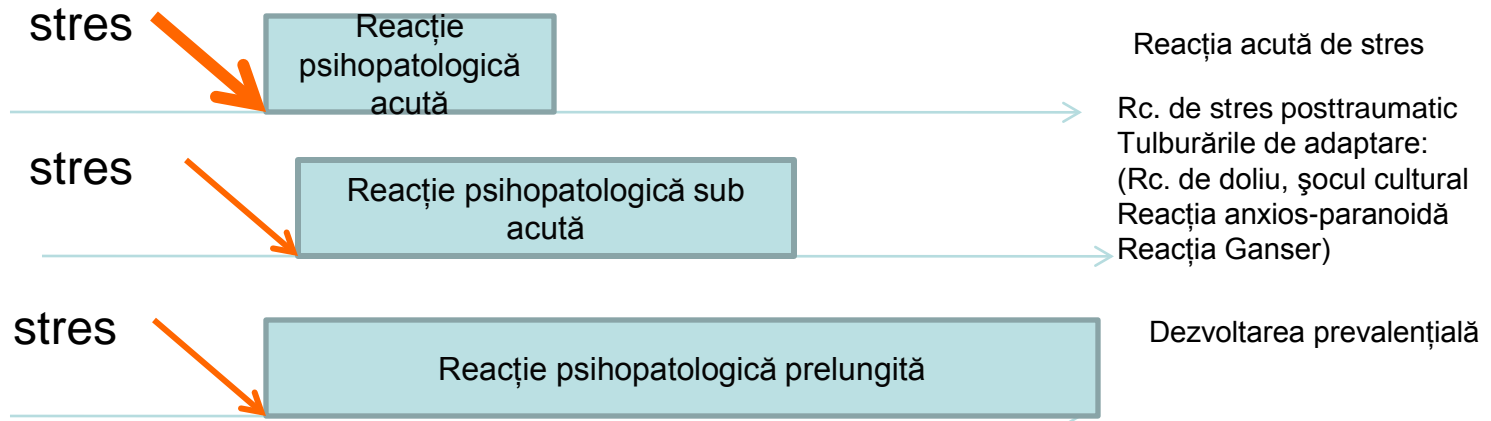 stres
Reacție
psihopatologică
acută
Reacția acută de stres
stres
Reacție psihopatologică sub
acută
Rc. de stres posttraumatic
Tulburările de adaptare:
(Rc. de doliu, şocul cultural
Reacția anxios-paranoidă
Reacția Ganser)
stres
Reacție psihopatologică prelungită
Dezvoltarea prevalențială